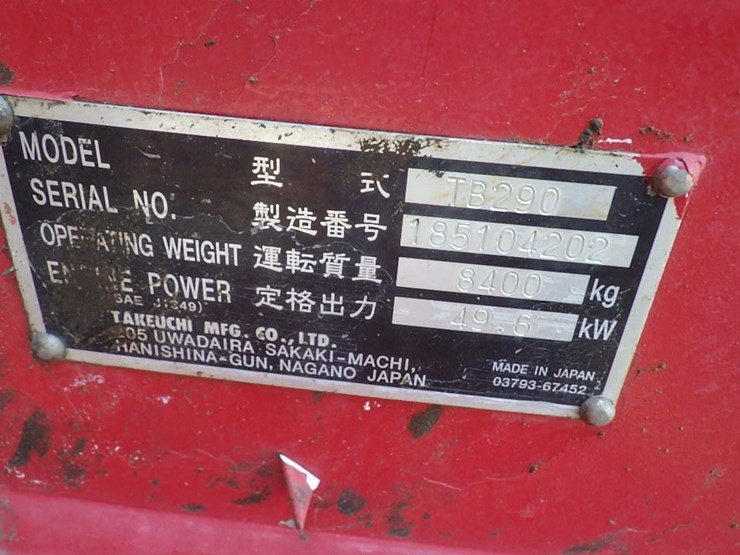 MODEL 型 式 TB290
SERIAL NO. 製造番号 185104202
OPERATING WEIGHT 運転質量 8400 kg
ENGINE POWER 定格出力 49.6 kW
(SAE J1349)
TAKEUCHI MFG. CO., LTD.
205 UWADAIRA, SAKAKI-MACHI,
HANISHINA-GUN, NAGANO JAPAN
MADE IN JAPAN
03793-67452